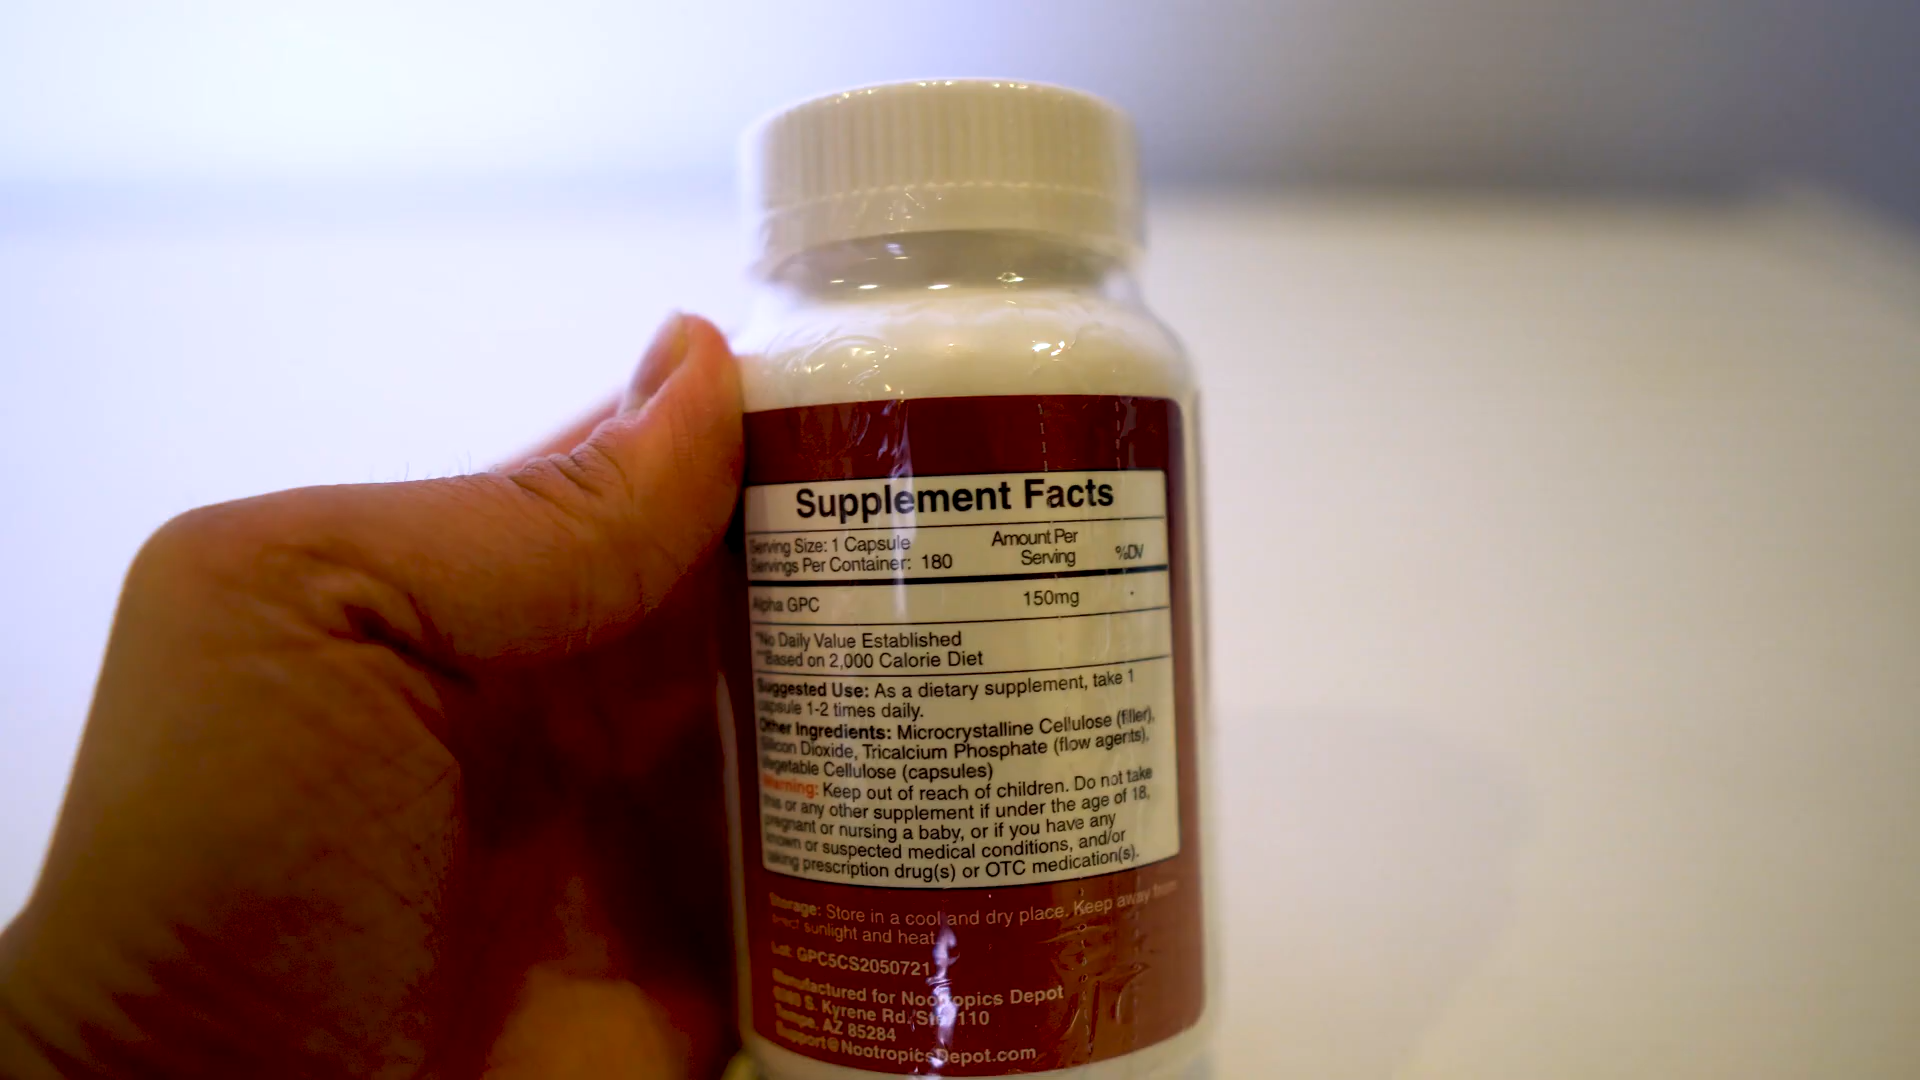 Supplement Facts
Serving Size: 1 Capsule
Servings Per Container: 180
Amount Per
Serving
%DV
Alpha GPC 150mg *
*No Daily Value Established
**Based on 2,000 Calorie Diet
Suggested Use: As a dietary supplement, take 1
capsule 1-2 times daily.
Other Ingredients: Microcrystalline Cellulose (filler),
Silicon Dioxide, Tricalcium Phosphate (flow agents),
Vegetable Cellulose (capsules)
Warning: Keep out of reach of children. Do not take
this or any other supplement if under the age of 18,
pregnant or nursing a baby, or if you have any
known or suspected medical conditions, and/or
taking prescription drug(s) or OTC medication(s).
Storage: Store in a cool and dry place. Keep away from
direct sunlight and heat.
Lot: GPC5CS2050721
Manufactured for Nootropics Depot
S. Kyrene Rd. Ste 110
Tempe, AZ 85284
Support@NootropicsDepot.com